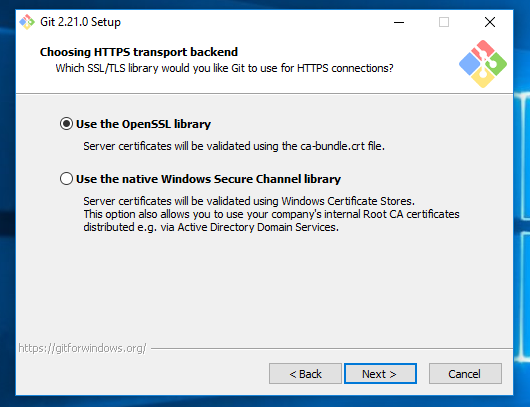 Git 2.21.0 Setup
Choosing HTTPS transport backend
Which SSL/TLS library would you like Git to use for HTTPS connections?
Use the OpenSSL library
Server certificates will be validated using the ca-bundle.crt file.
Use the native Windows Secure Channel library
Server certificates will be validated using Windows Certificate Stores.
This option also allows you to use your company's internal Root CA certificates
distributed e.g. via Active Directory Domain Services.
https://gitforwindows.org/
< Back
Next >
Cancel